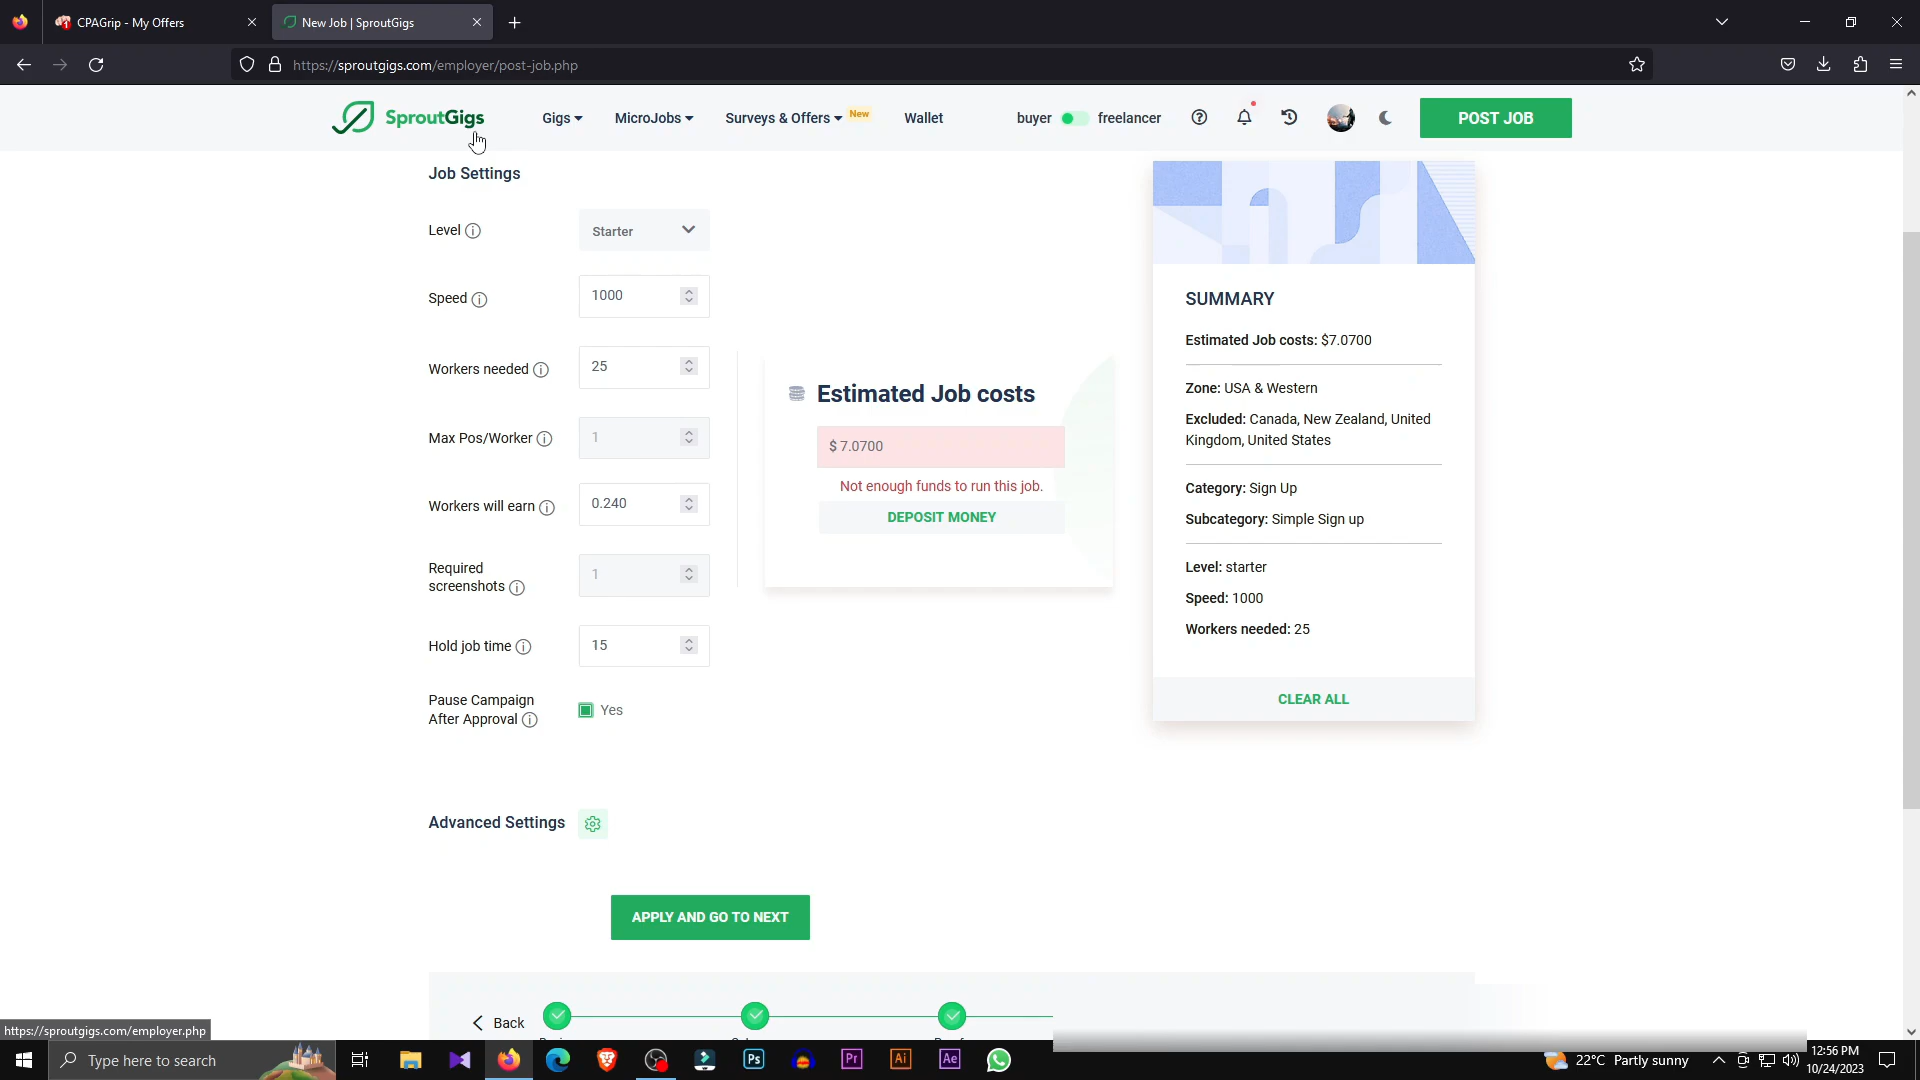 CPAGrip - My Offers
New Job | SproutGigs
https://sproutgigs.com/employer/post-job.php
SproutGigs
Gigs
MicroJobs
Surveys & Offers
New
Wallet
buyer
freelancer
POST JOB
Job Settings
Level
Starter
Speed
1000
Workers needed
25
Max Pos/Worker
1
Workers will earn
0.240
Required
screenshots
1
Hold job time
15
Pause Campaign
After Approval
Yes
Estimated Job costs
$ 7.0700
Not enough funds to run this job.
DEPOSIT MONEY
SUMMARY
Estimated Job costs: $7.0700
Zone: USA & Western
Excluded: Canada, New Zealand, United
Kingdom, United States
Category: Sign Up
Subcategory: Simple Sign up
Level: starter
Speed: 1000
Workers needed: 25
CLEAR ALL
Advanced Settings
APPLY AND GO TO NEXT
Back
https://sproutgigs.com/employer.php
Type here to search
Ps
Pr
Ai
Ae
22°C Partly sunny
12:56 PM
10/24/2023